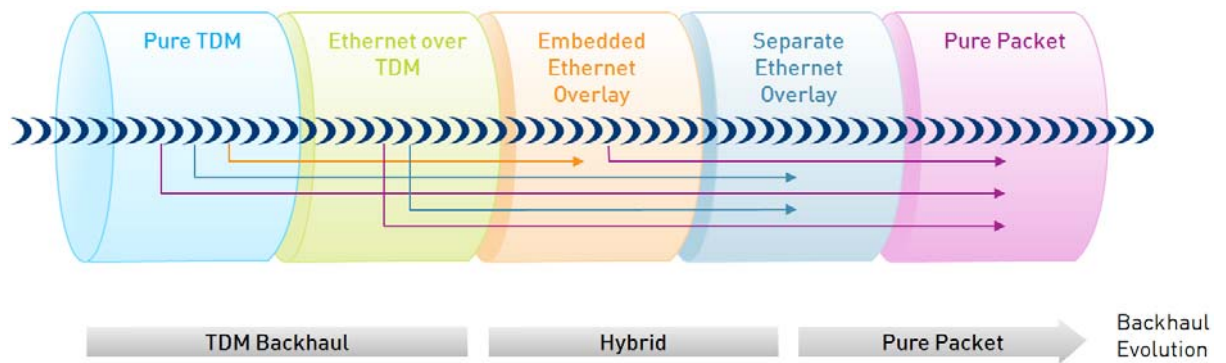 Pure TDM
Ethernet over
TDM
Embedded
Ethernet
Overlay
Separate
Ethernet
Overlay
Pure Packet
TDM Backhaul
Hybrid
Pure Packet
Backhaul
Evolution